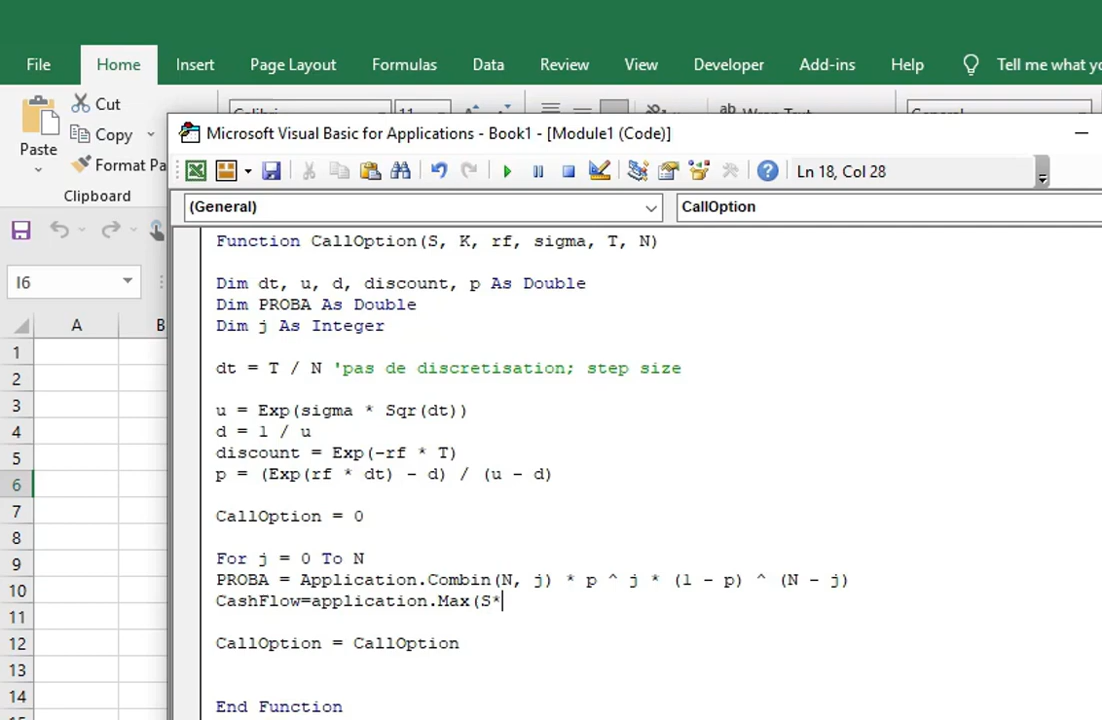 File Home Insert Page Layout Formulas Data Review View Developer Add-ins Help Tell me what yo
Cut
Copy
Format Pa
Paste
Clipboard
Microsoft Visual Basic for Applications - Book1 - [Module1 (Code)]
Ln 18, Col 28
(General) CallOption
I6
A B
1
2
3
4
5
6
7
8
9
10
11
12
13
14
Function CallOption(S, K, rf, sigma, T, N)
Dim dt, u, d, discount, p As Double
Dim PROBA As Double
Dim j As Integer
dt = T / N 'pas de discretisation; step size
u = Exp(sigma * Sqr(dt))
d = 1 / u
discount = Exp(-rf * T)
p = (Exp(rf * dt) - d) / (u - d)
CallOption = 0
For j = 0 To N
PROBA = Application.Combin(N, j) * p ^ j * (1 - p) ^ (N - j)
CashFlow=application.Max(S*
CallOption = CallOption
End Function